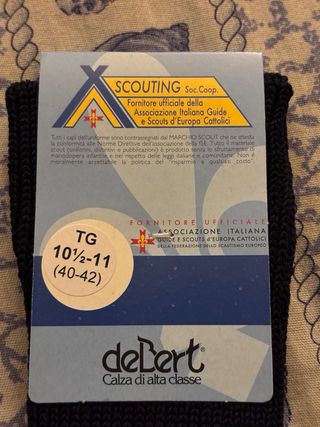 SCOUTING Soc.Coop.
Fornitore ufficiale della
Associazione Italiana Guide
e Scouts d'Europa Cattolici
Tutti i capi dell'uniforme sono contrassegnati dal MARCHIO SCOUT che ne attesta
la conformità alle Norme Direttive dell'associazione della FSE. Tutto il materiale
scout (uniformi, distintivi e pubblicazioni) è prodotto senza lo sfruttamento di
manodopera infantile e nel rispetto delle leggi italiane e comunitarie. Non è
moralmente accettabile la politica del "risparmio a qualsiasi costo".
FORNITORE UFFICIALE
ASSOCIAZIONE ITALIANA
GUIDE E SCOUTS D'EUROPA CATTOLICI
DELLA FEDERAZIONE DELLO SCAUTISMO EUROPEO
TG
10½-11
(40-42)
deBert®
Calza di alta classe